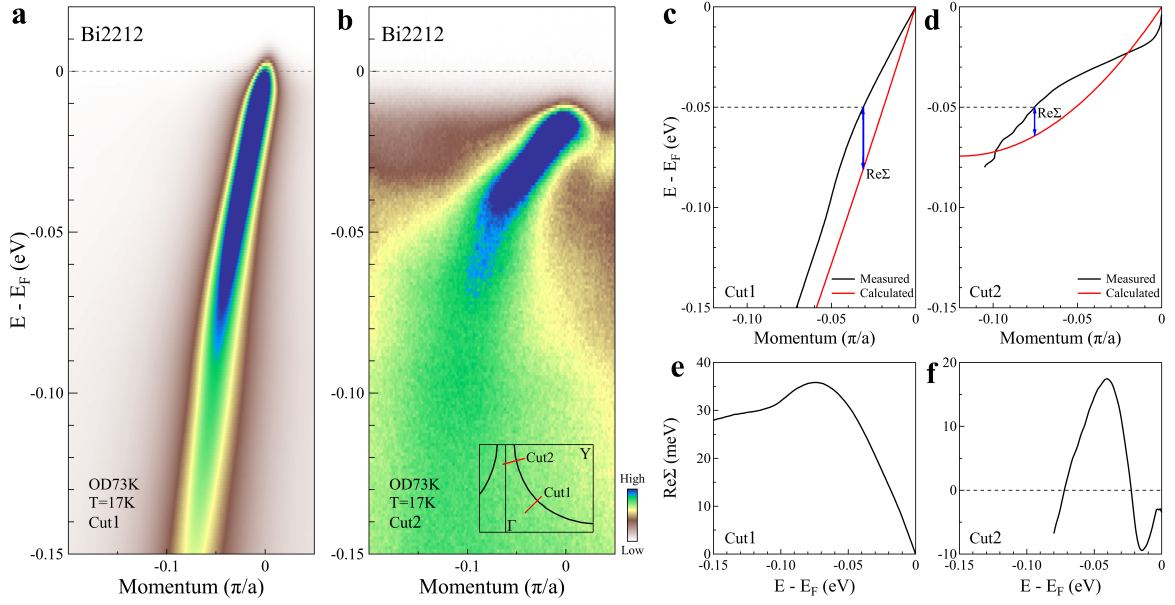 a
Bi2212
0
-0.05
-0.10
-0.15
E - E_F (eV)
OD73K
T=17K
Cut1
-0.1
0
Momentum (π/a)
b
Bi2212
0
-0.05
-0.10
-0.15
OD73K
T=17K
Cut2
Y
Cut2
Cut1
Γ
High
Low
-0.1
0
Momentum (π/a)
c
0
-0.05
-0.10
-0.15
E - E_F (eV)
ReΣ
Measured
Calculated
Cut1
-0.10
-0.05
0
Momentum (π/a)
d
0
-0.05
-0.10
-0.15
ReΣ
Measured
Calculated
Cut2
-0.10
-0.05
0
Momentum (π/a)
e
40
30
20
10
0
ReΣ (meV)
Cut1
-0.15
-0.10
-0.05
0
E - E_F (eV)
f
20
10
0
-10
Cut2
-0.15
-0.10
-0.05
0
E - E_F (eV)